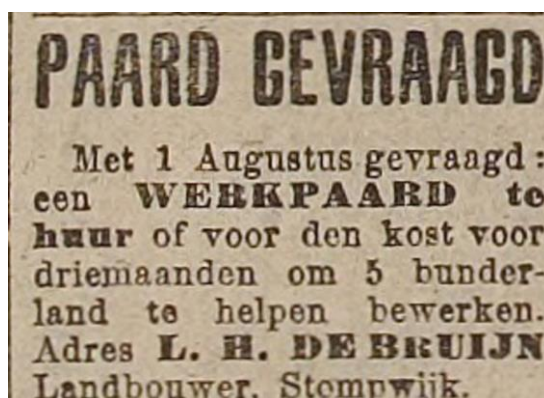 PAARD GEVRAAGD
Met 1 Augustus gevraagd:
een WERKPAARD te
huur of voor den kost voor
driemaanden om 5 bunder-
land te helpen bewerken.
Adres L. H. DE BRUIJN
Landbouwer, Stompwijk.